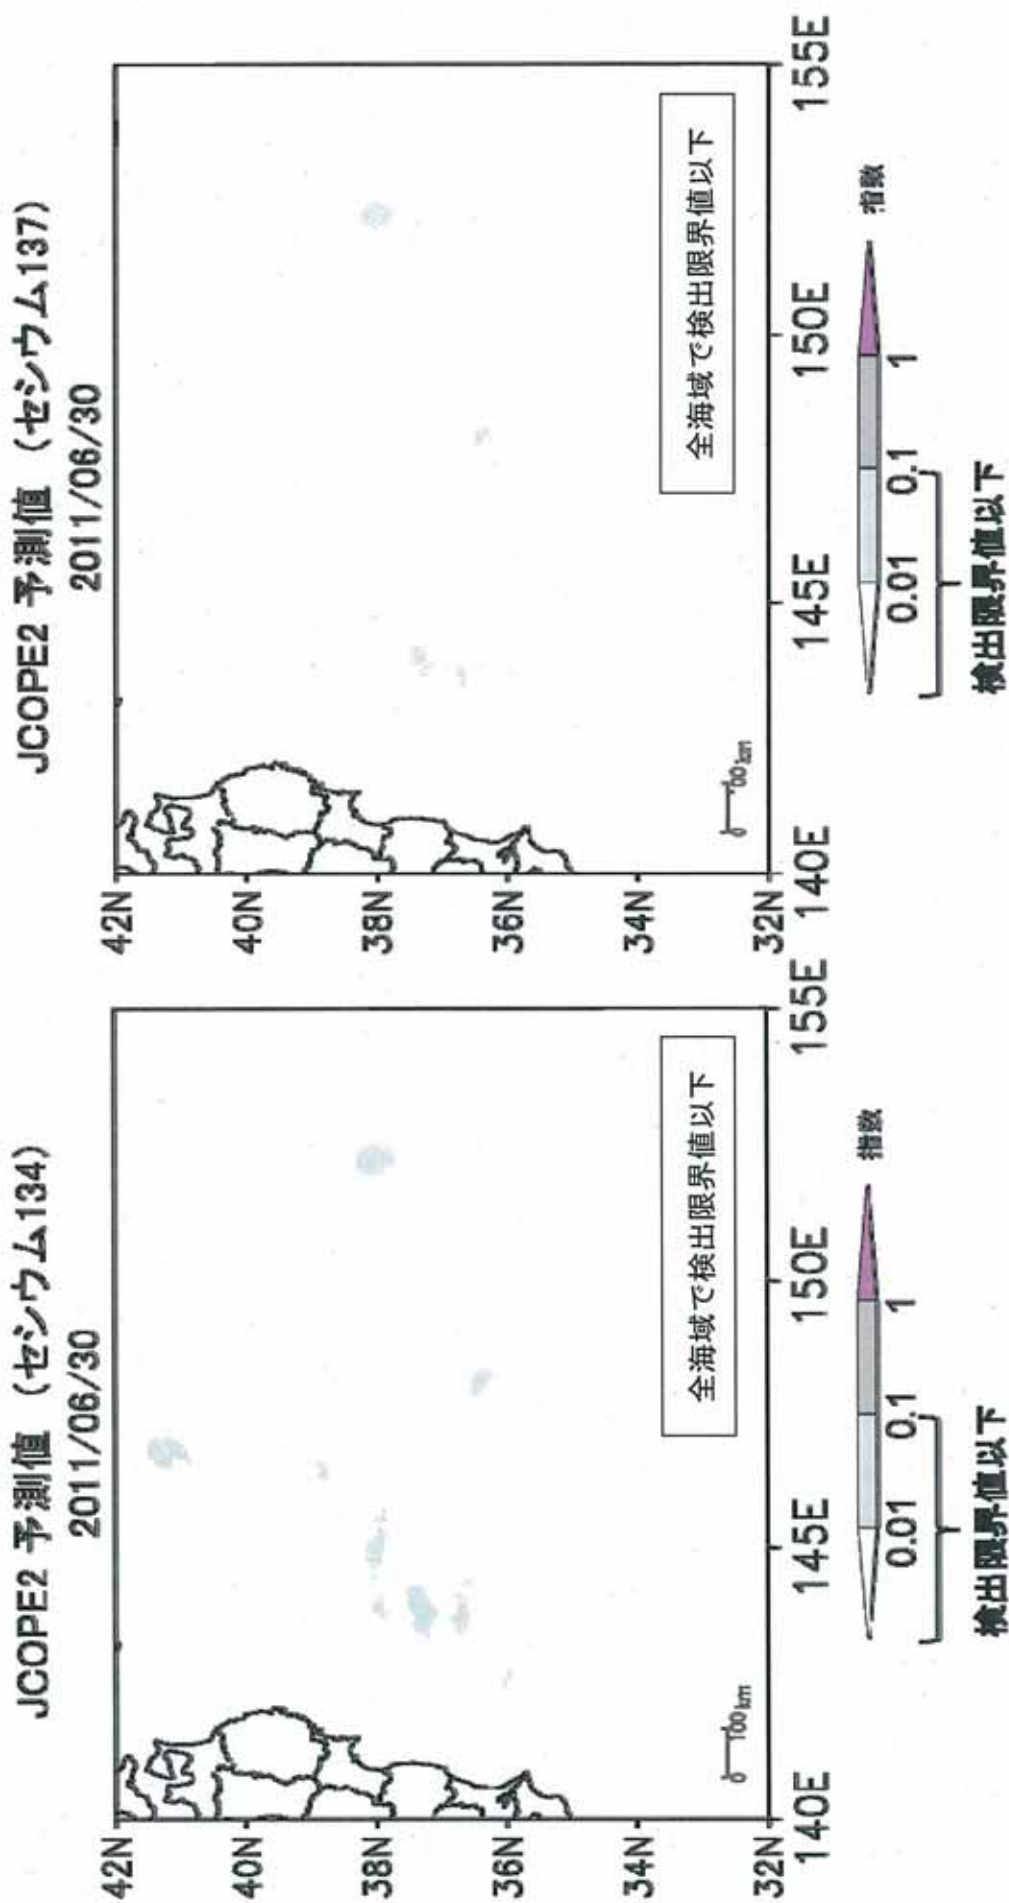 JCOPE2 予測値 (セシウム134)
2011/06/30
42N
40N
38N
36N
34N
32N
140E
145E
150E
155E
0 100km
全海域で検出限界値以下
0.01
0.1
1
指数
検出限界値以下
JCOPE2 予測値 (セシウム137)
2011/06/30
42N
40N
38N
36N
34N
32N
140E
145E
150E
155E
0 100km
全海域で検出限界値以下
0.01
0.1
1
指数
検出限界値以下